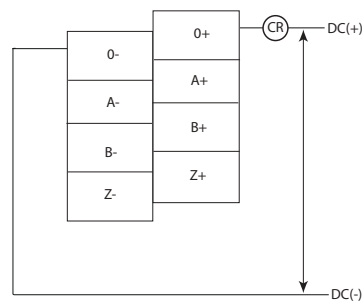 0+
CR
DC(+)
0-
A+
A-
B+
B-
Z+
Z-
DC(-)